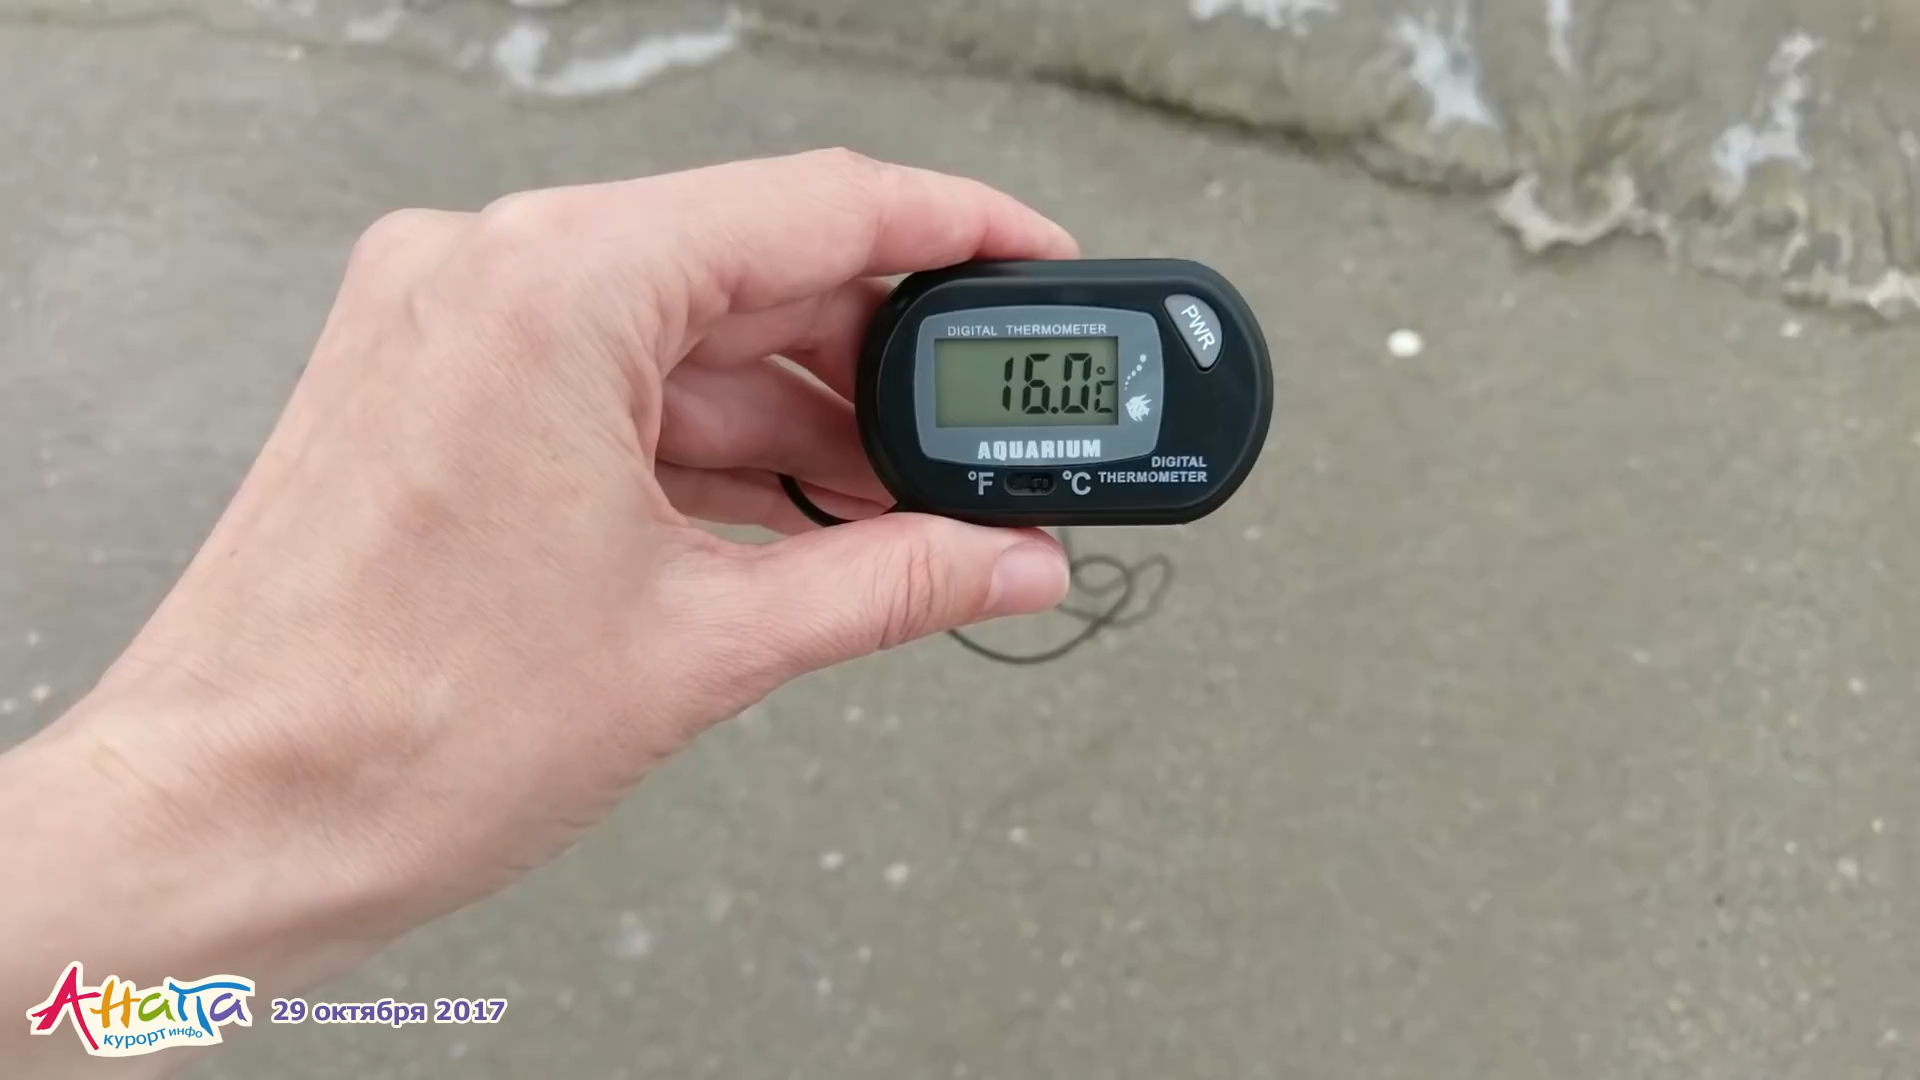 DIGITAL THERMOMETER
16.0°C
PWR
AQUARIUM
°F °C
DIGITAL
THERMOMETER
Анапа
курорт инфо
29 октября 2017